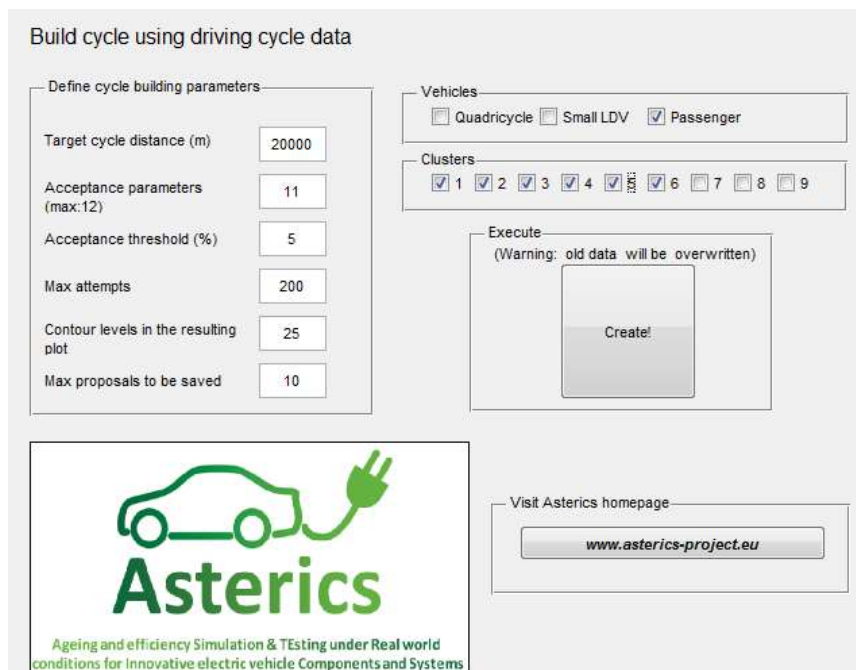 Build cycle using driving cycle data
Define cycle building parameters
Target cycle distance (m)
20000
Acceptance parameters
(max:12)
11
Acceptance threshold (%)
5
Max attempts
200
Contour levels in the resulting
plot
25
Max proposals to be saved
10
Vehicles
Quadricycle Small LDV Passenger
Clusters
1 2 3 4 5 6 7 8 9
Execute
(Warning: old data will be overwritten)
Create!
Asterics
Ageing and efficiency Simulation & TEsting under Real world
conditions for Innovative electric vehicle Components and Systems
Visit Asterics homepage
www.asterics-project.eu